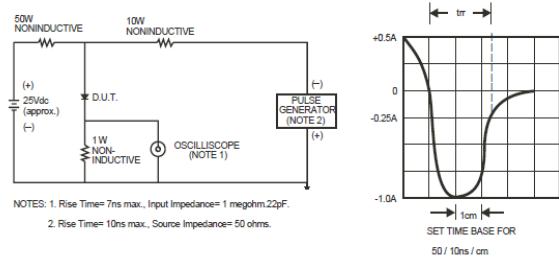 50W
NONINDUCTIVE
10W
NONINDUCTIVE
(+)
25Vdc
(approx.)
(–)
D.U.T.
1W
NON-
INDUCTIVE
OSCILLISCOPE
(NOTE 1)
(–)
PULSE
GENERATOR
(NOTE 2)
(+)
NOTES: 1. Rise Time= 7ns max., Input Impedance= 1 megohm.22pF.
2. Rise Time= 10ns max., Source Impedance= 50 ohms.
trr
+0.5A
0
-0.25A
-1.0A
1cm
SET TIME BASE FOR
50 / 10ns / cm